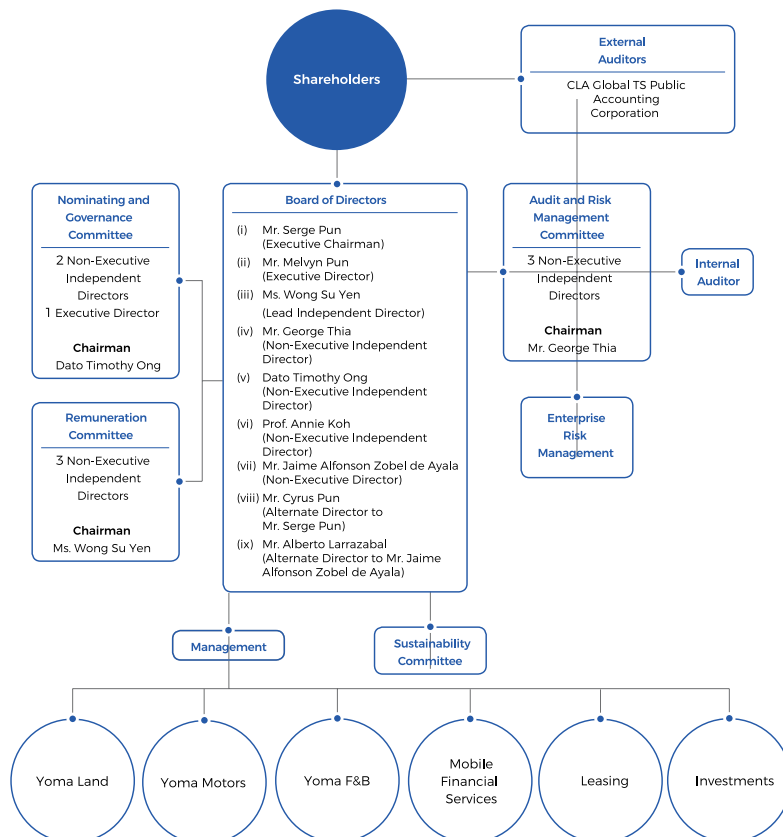 Shareholders
External
Auditors
CLA Global TS Public
Accounting
Corporation
Nominating and
Governance
Committee
2 Non-Executive
Independent
Directors
1 Executive Director
Chairman
Dato Timothy Ong
Remuneration
Committee
3 Non-Executive
Independent
Directors
Chairman
Ms. Wong Su Yen
Board of Directors
(i) Mr. Serge Pun
(Executive Chairman)
(ii) Mr. Melvyn Pun
(Executive Director)
(iii) Ms. Wong Su Yen
(Lead Independent Director)
(iv) Mr. George Thia
(Non-Executive Independent
Director)
(v) Dato Timothy Ong
(Non-Executive Independent
Director)
(vi) Prof. Annie Koh
(Non-Executive Independent
Director)
(vii) Mr. Jaime Alfonson Zobel de Ayala
(Non-Executive Director)
(viii) Mr. Cyrus Pun
(Alternate Director to
Mr. Serge Pun)
(ix) Mr. Alberto Larrazabal
(Alternate Director to Mr. Jaime
Alfonson Zobel de Ayala)
Audit and Risk
Management
Committee
3 Non-Executive
Independent
Directors
Chairman
Mr. George Thia
Internal
Auditor
Enterprise
Risk
Management
Management
Sustainability
Committee
Yoma Land
Yoma Motors
Yoma F&B
Mobile
Financial
Services
Leasing
Investments